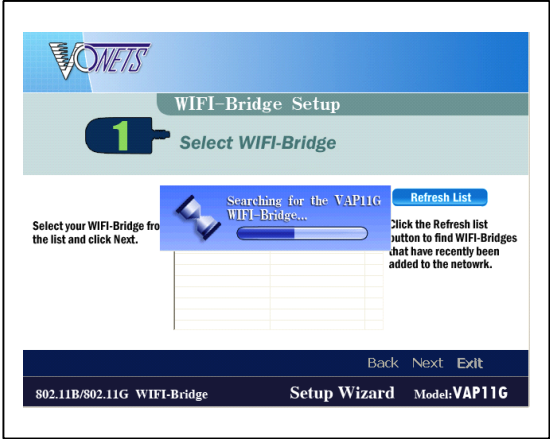 VONETS
WIFI-Bridge Setup
1
Select WIFI-Bridge
Searching for the VAP11G
WIFI-Bridge...
Refresh List
Select your WIFI-Bridge fro
the list and click Next.
Click the Refresh list
button to find WIFI-Bridges
that have recently been
added to the netowrk.
Back Next Exit
802.11B/802.11G WIFI-Bridge Setup Wizard Model:VAP11G